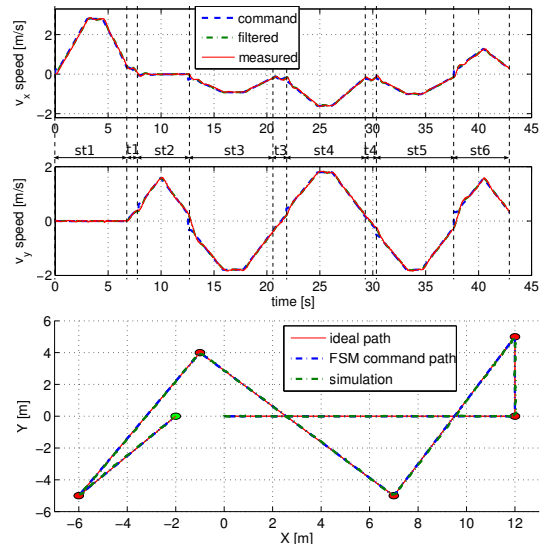 v_x speed [m/s]
2
0
−2
command
filtered
measured
0 5 10 15 20 25 30 35 40 45
st1 t1 st2 st3 t3 st4 t4 st5 st6
v_y speed [m/s]
2
0
−2
0 5 10 15 20 25 30 35 40 45
time [s]
Y [m]
6
4
2
0
−2
−4
−6
ideal path
FSM command path
simulation
−6 −4 −2 0 2 4 6 8 10 12
X [m]